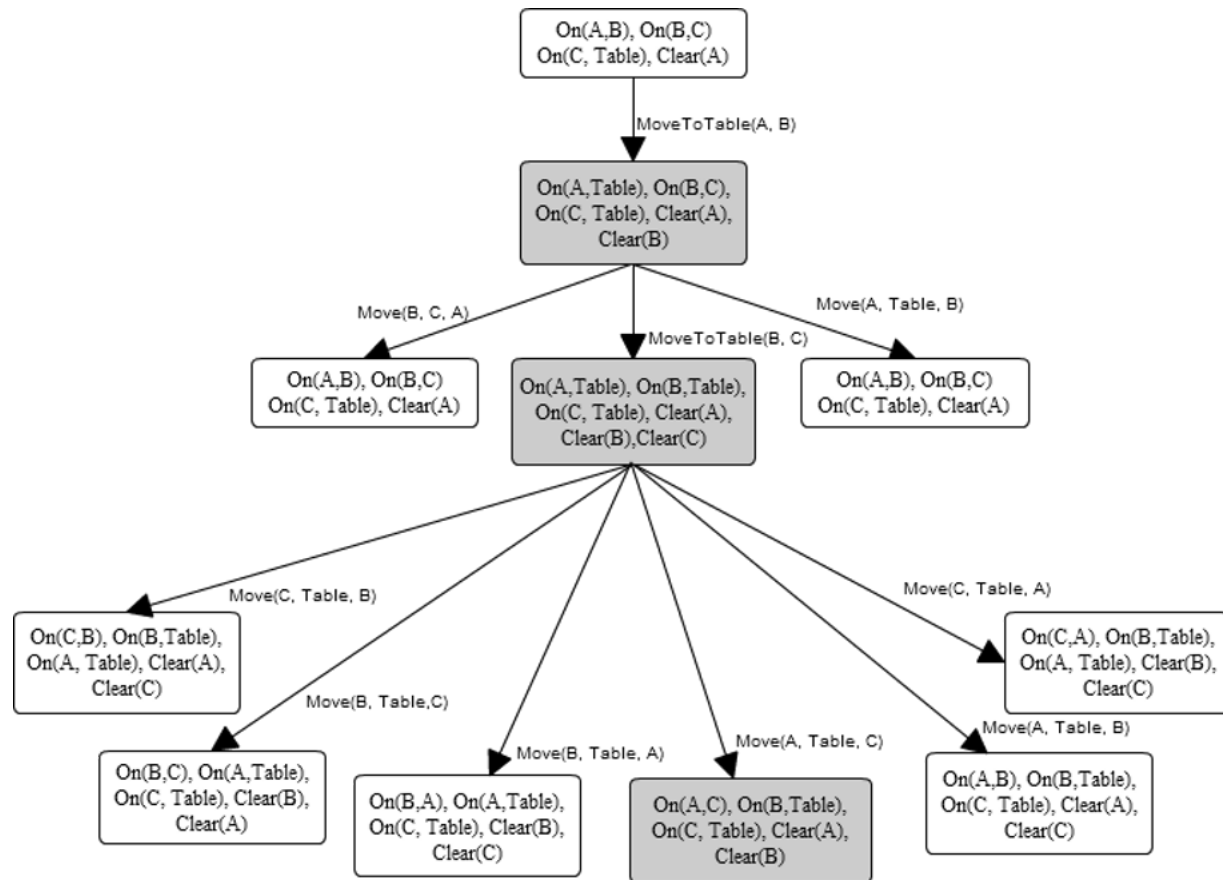 On(A,B), On(B,C)
On(C, Table), Clear(A)
MoveToTable(A, B)
On(A,Table), On(B,C),
On(C, Table), Clear(A),
Clear(B)
Move(B, C, A)
MoveToTable(B, C)
Move(A, Table, B)
On(A,B), On(B,C)
On(C, Table), Clear(A)
On(A,Table), On(B,Table),
On(C, Table), Clear(A),
Clear(B),Clear(C)
On(A,B), On(B,C)
On(C, Table), Clear(A)
Move(C, Table, B)
Move(B, Table,C)
Move(B, Table, A)
Move(A, Table, C)
Move(A, Table, B)
Move(C, Table, A)
On(C,B), On(B,Table),
On(A, Table), Clear(A),
Clear(C)
On(B,C), On(A,Table),
On(C, Table), Clear(B),
Clear(A)
On(B,A), On(A,Table),
On(C, Table), Clear(B),
Clear(C)
On(A,C), On(B,Table),
On(C, Table), Clear(A),
Clear(B)
On(A,B), On(B,Table),
On(C, Table), Clear(A),
Clear(C)
On(C,A), On(B,Table),
On(A, Table), Clear(B),
Clear(C)